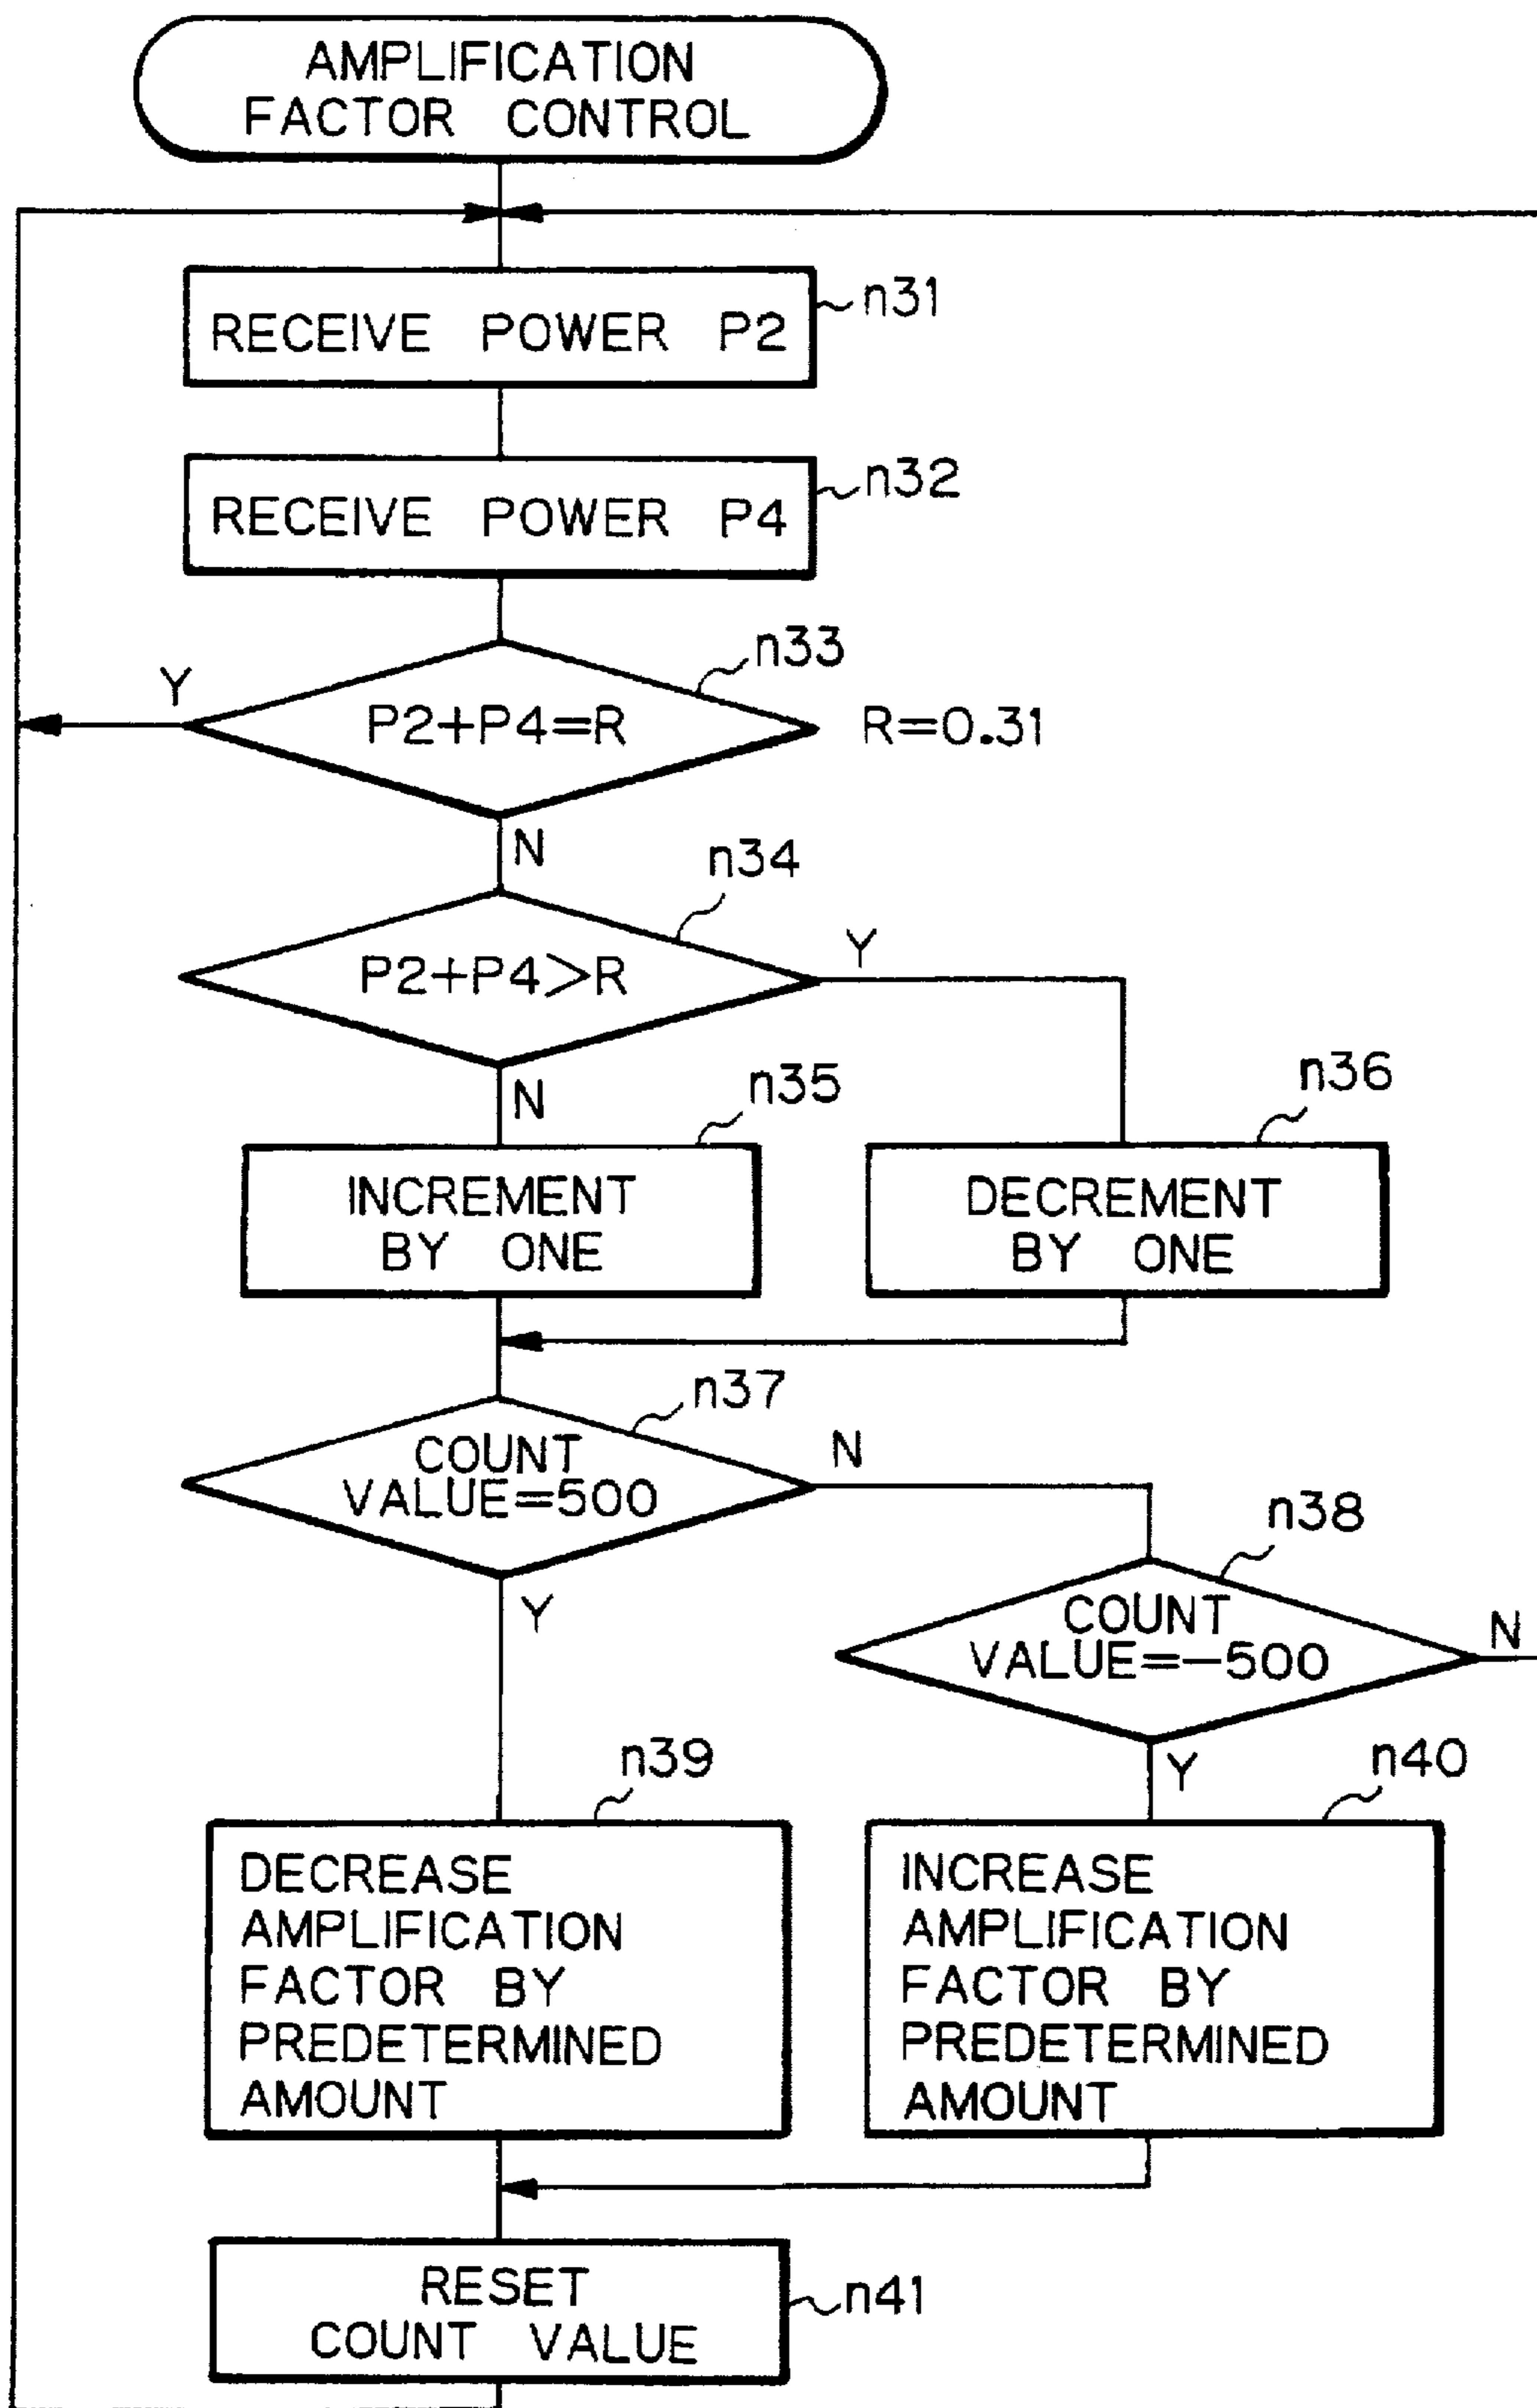 AMPLIFICATION
FACTOR CONTROL
n31
RECEIVE POWER P2
n32
RECEIVE POWER P4
n33
Y
P2+P4=R
R=0.31
N
n34
P2+P4>R
Y
N
n35
n36
INCREMENT
BY ONE
DECREMENT
BY ONE
n37
COUNT
VALUE=500
N
n38
Y
COUNT
VALUE=-500
N
n39
Y
n40
DECREASE
AMPLIFICATION
FACTOR BY
PREDETERMINED
AMOUNT
INCREASE
AMPLIFICATION
FACTOR BY
PREDETERMINED
AMOUNT
RESET
COUNT VALUE
n41